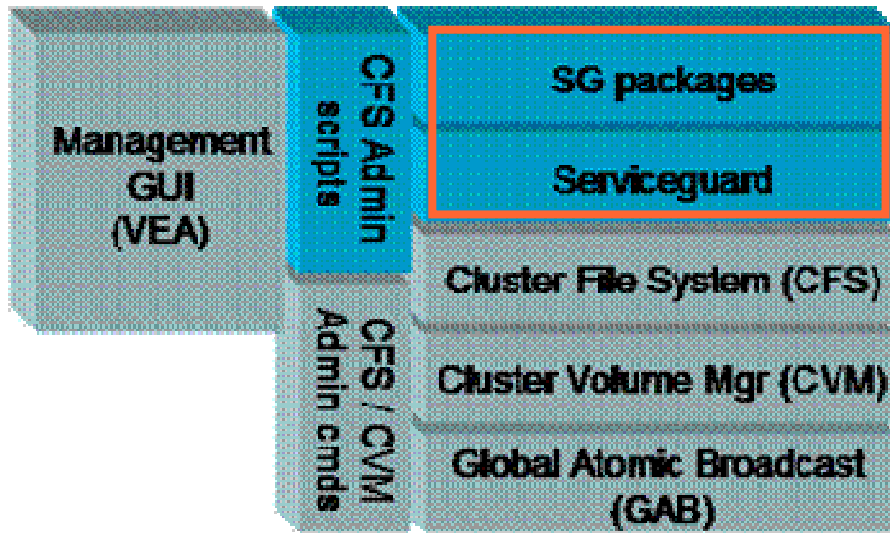 Management
GUI
(VEA)
CFS Admin
scripts
CFS / CVM
Admin cmds
SG packages
Serviceguard
Cluster File System (CFS)
Cluster Volume Mgr (CVM)
Global Atomic Broadcast
(GAB)